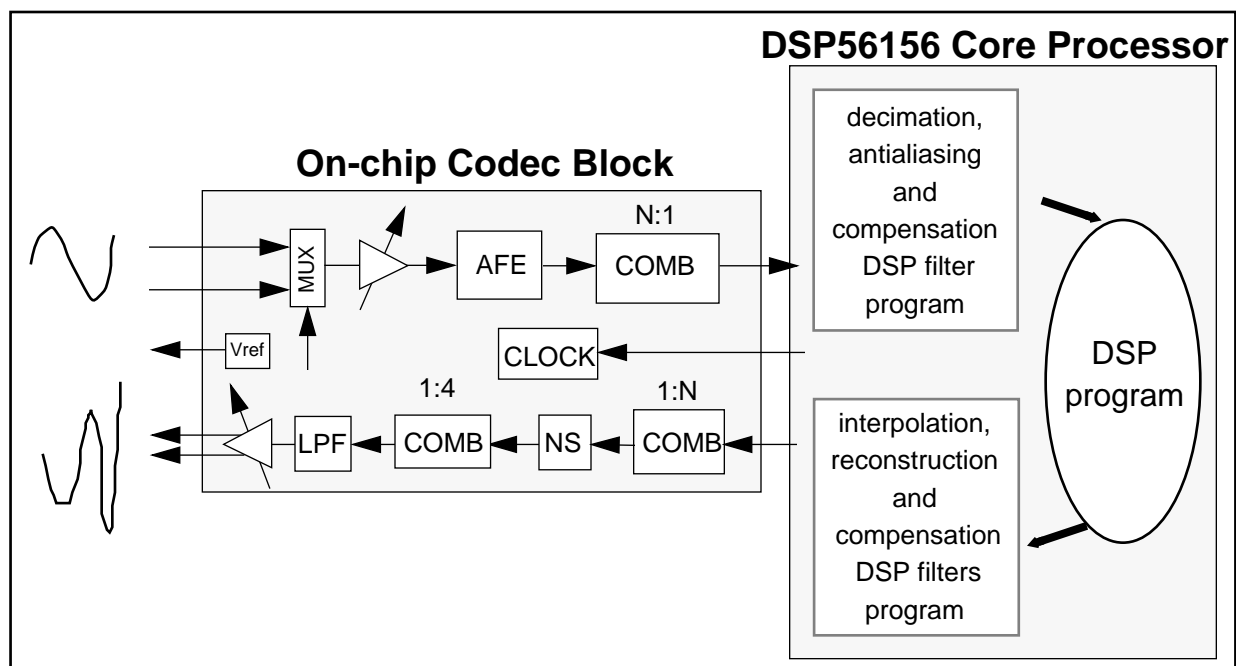 DSP56156 Core Processor
On-chip Codec Block
decimation,
antialiasing
and
compensation
DSP filter
program
N:1
MUX
AFE
COMB
Vref
CLOCK
DSP
program
1:4
1:N
LPF
COMB
NS
COMB
interpolation,
reconstruction
and
compensation
DSP filters
program